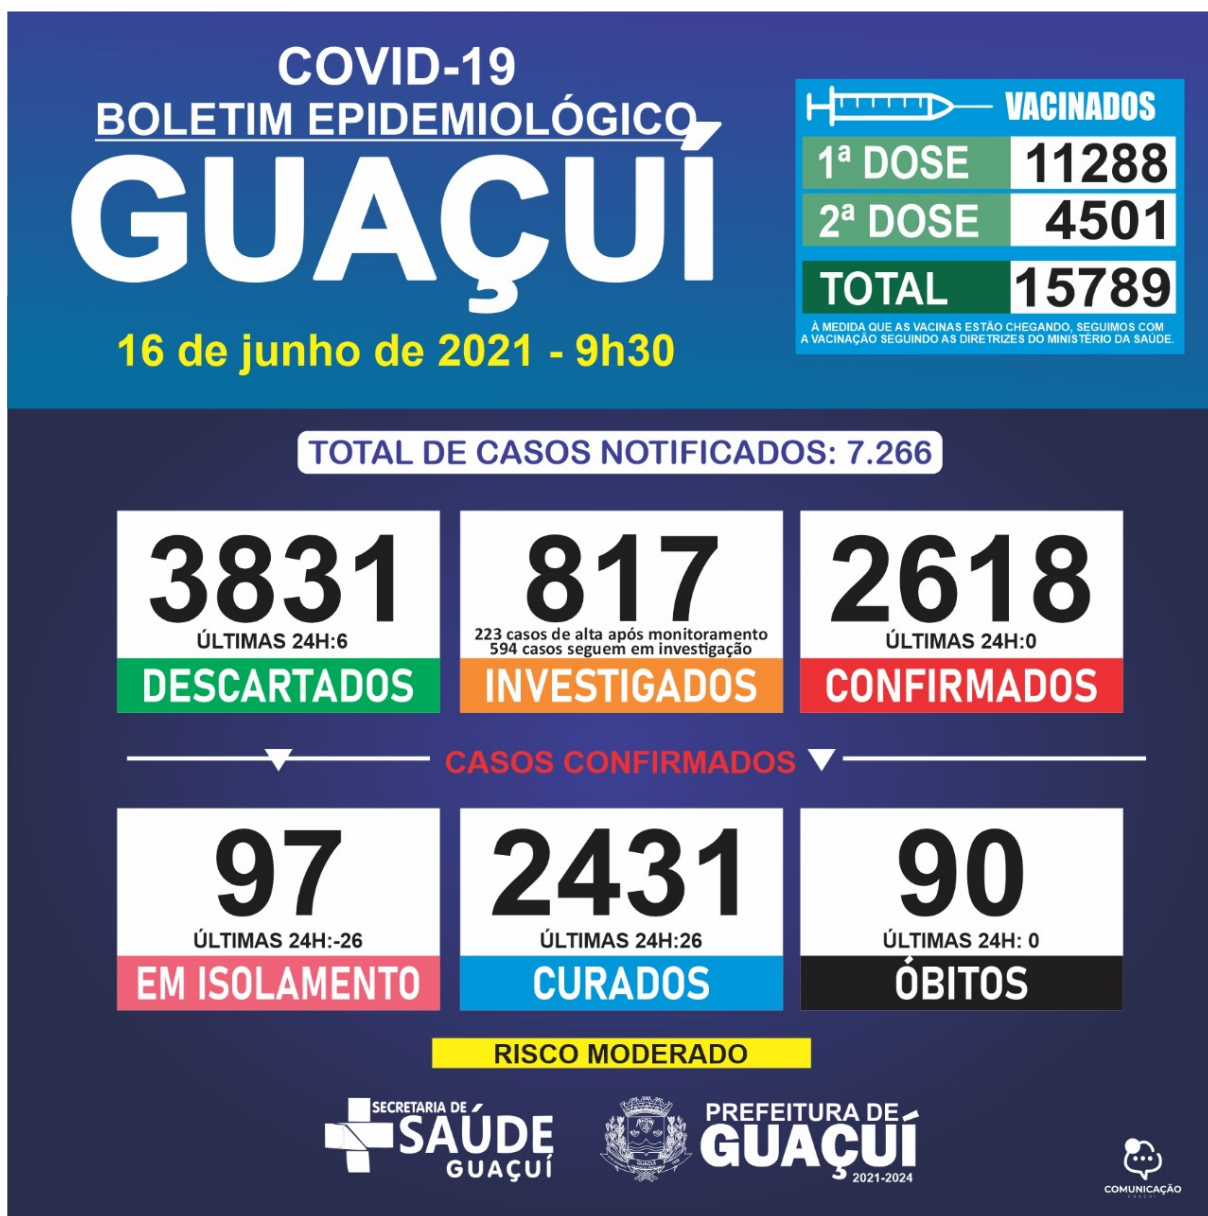 COVID-19
BOLETIM EPIDEMIOLÓGICO
GUAÇUÍ
16 de junho de 2021 - 9h30
VACINADOS
1ª DOSE 11288
2ª DOSE 4501
TOTAL 15789
À MEDIDA QUE AS VACINAS ESTÃO CHEGANDO, SEGUIMOS COM
A VACINAÇÃO SEGUINDO AS DIRETRIZES DO MINISTÉRIO DA SAÚDE.
TOTAL DE CASOS NOTIFICADOS: 7.266
3831
ÚLTIMAS 24H:6
DESCARTADOS
817
223 casos de alta após monitoramento
594 casos seguem em investigação
INVESTIGADOS
2618
ÚLTIMAS 24H:0
CONFIRMADOS
CASOS CONFIRMADOS
97
ÚLTIMAS 24H:-26
EM ISOLAMENTO
2431
ÚLTIMAS 24H:26
CURADOS
90
ÚLTIMAS 24H: 0
ÓBITOS
RISCO MODERADO
SECRETARIA DE
SAÚDE
GUAÇUÍ
PREFEITURA DE
GUAÇUÍ
2021-2024
COMUNICAÇÃO
GUAÇUÍ